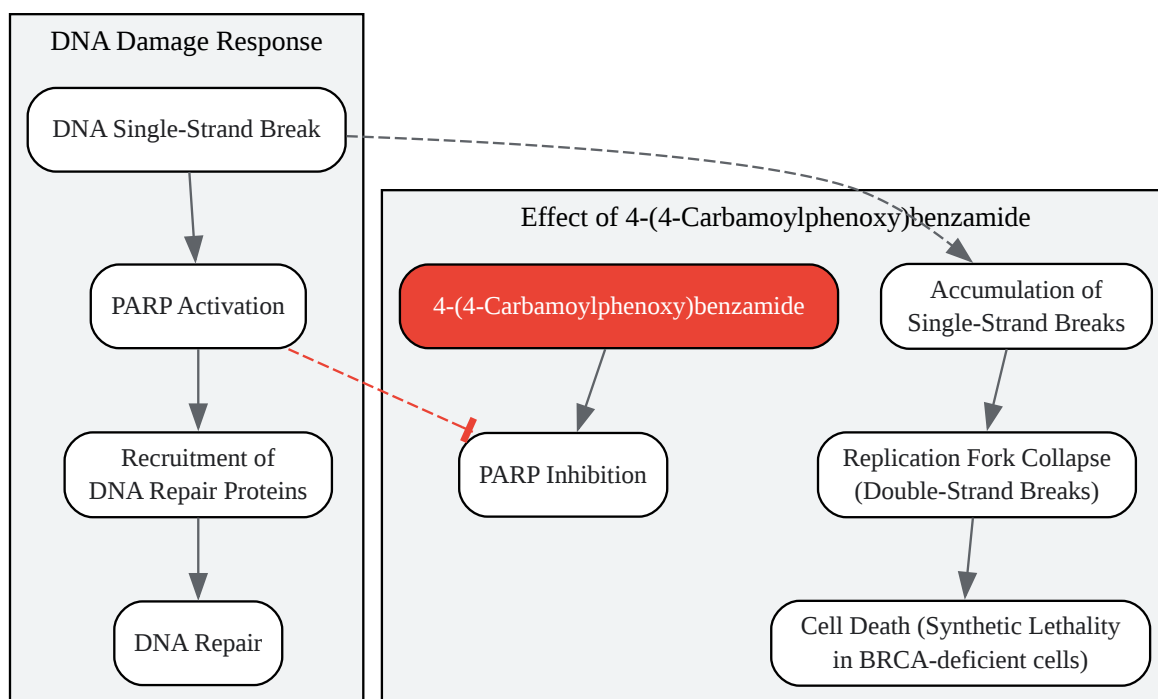 DNA Damage Response
DNA Single-Strand Break
PARP Activation
Recruitment of
DNA Repair Proteins
DNA Repair
Effect of 4-(4-Carbamoylphenoxy)benzamide
4-(4-Carbamoylphenoxy)benzamide
PARP Inhibition
Accumulation of
Single-Strand Breaks
Replication Fork Collapse
(Double-Strand Breaks)
Cell Death (Synthetic Lethality
in BRCA-deficient cells)